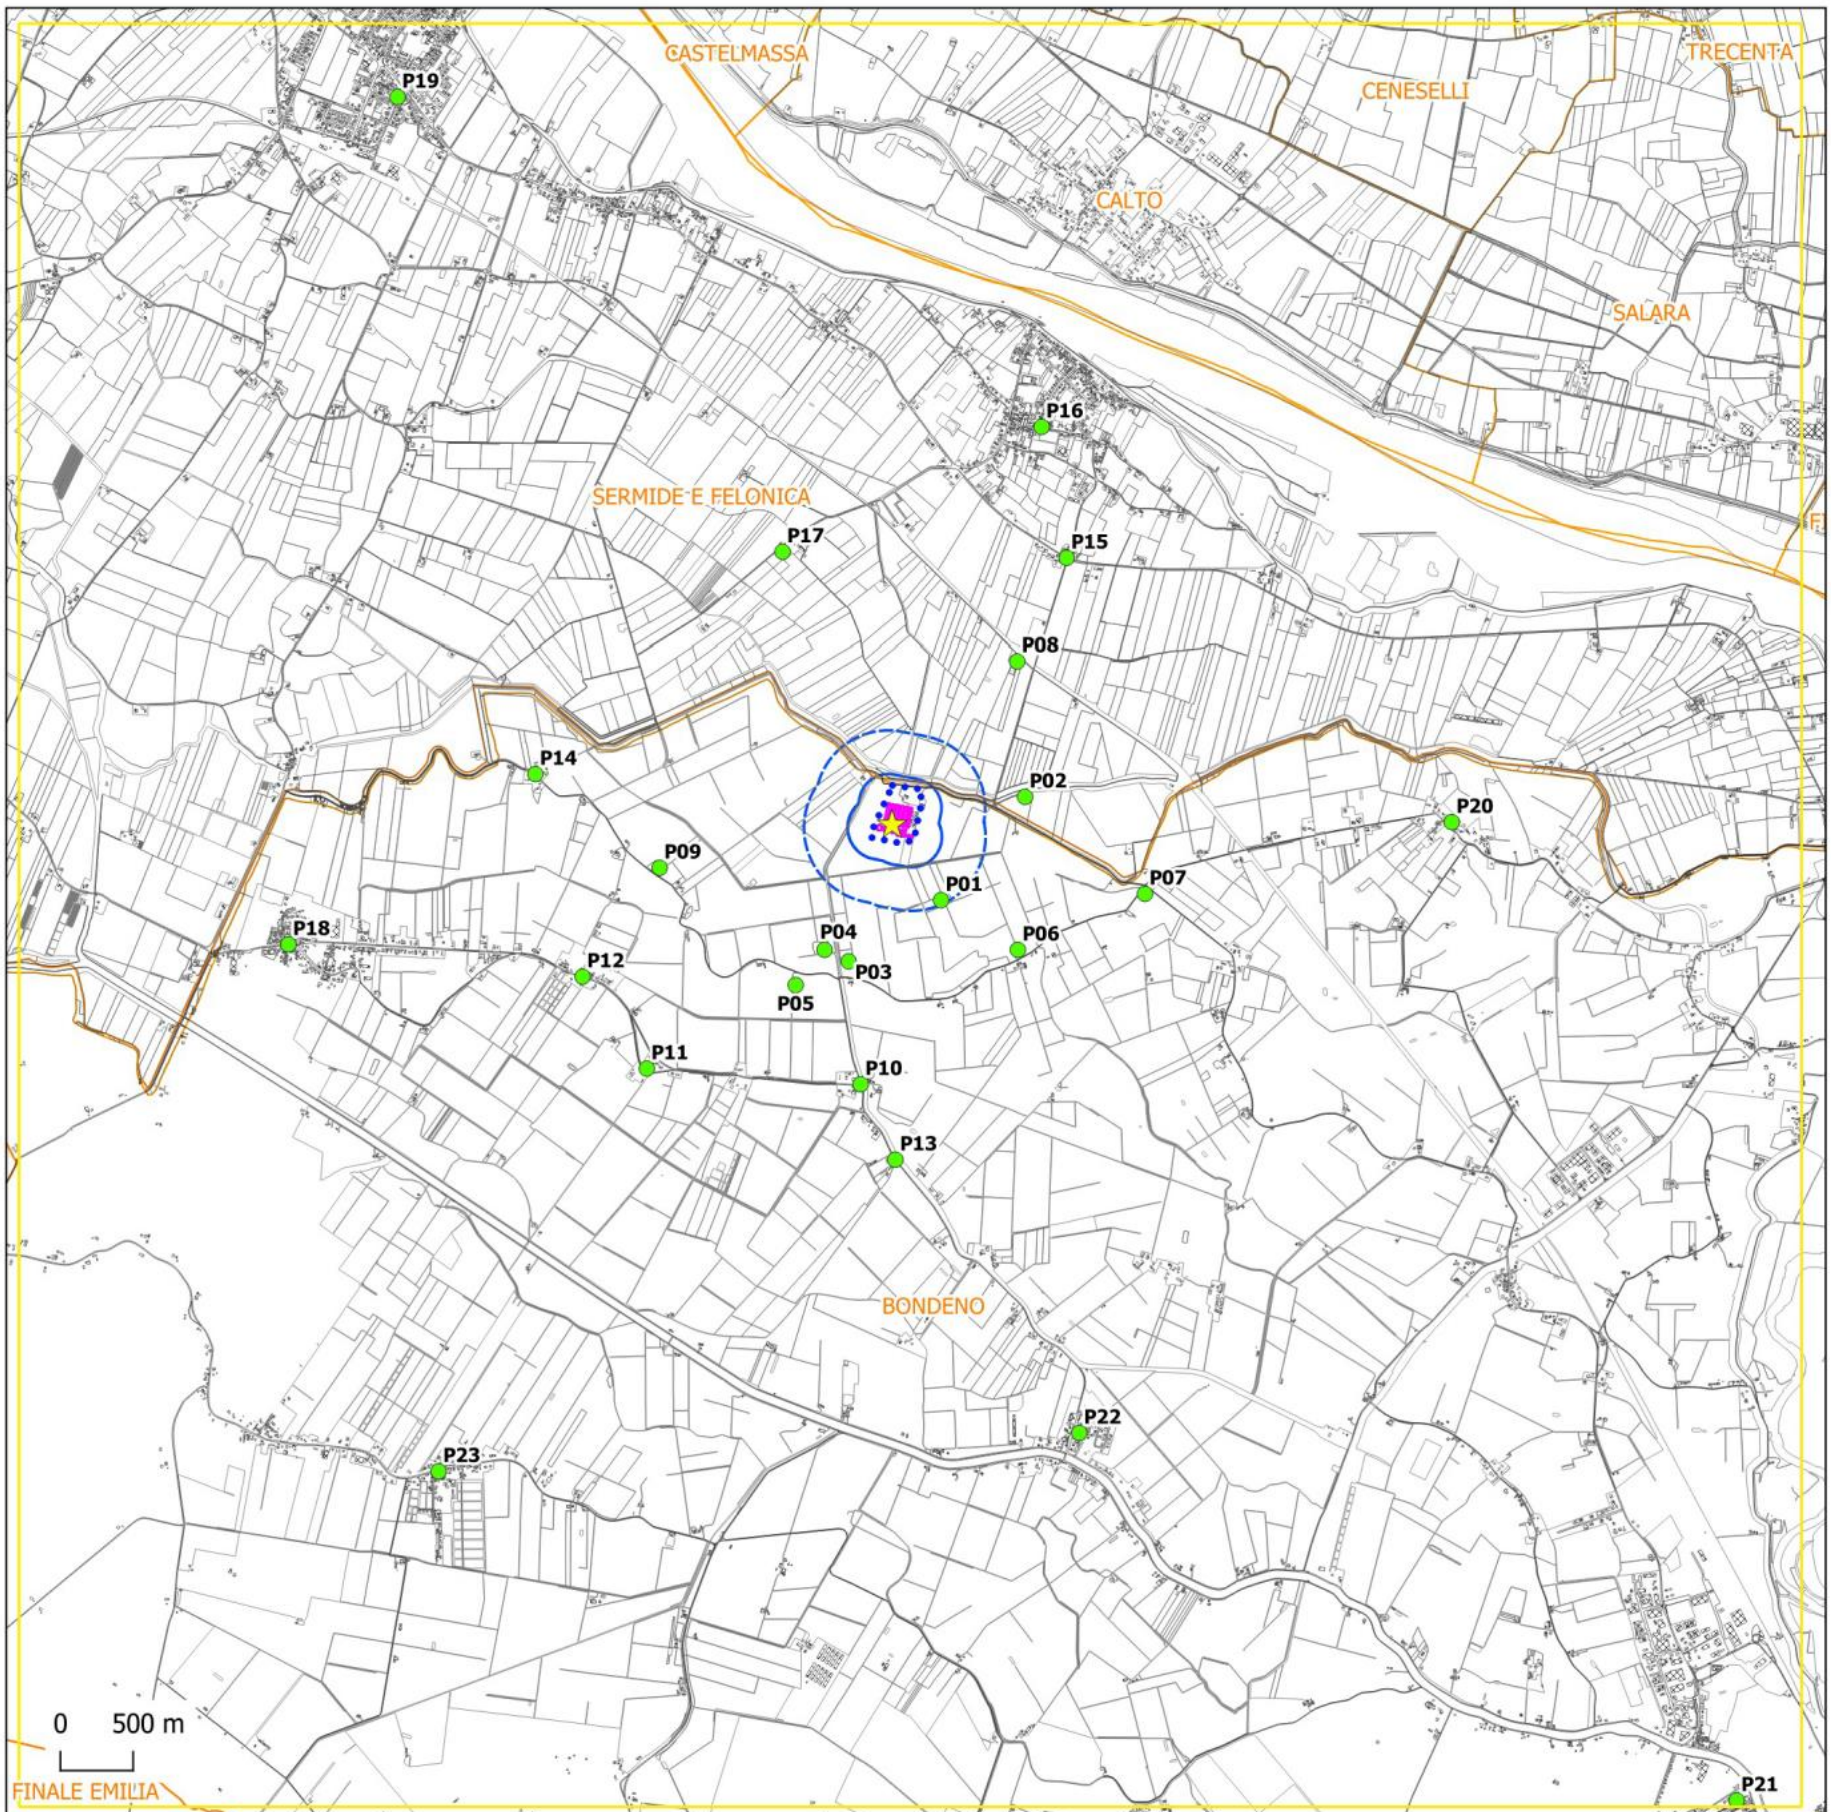 CASTELMASSA
TRECENTA
P19
CENESELLI
CALTO
SALARA
P16
SERMIDE E FELONICA
P17
P15
P08
P14
P02
P20
P09
P01
P07
P18
P04
P06
P12
P03
P05
P11
P10
P13
BONDENO
P22
P23
0 500 m
FINALE EMILIA
P21